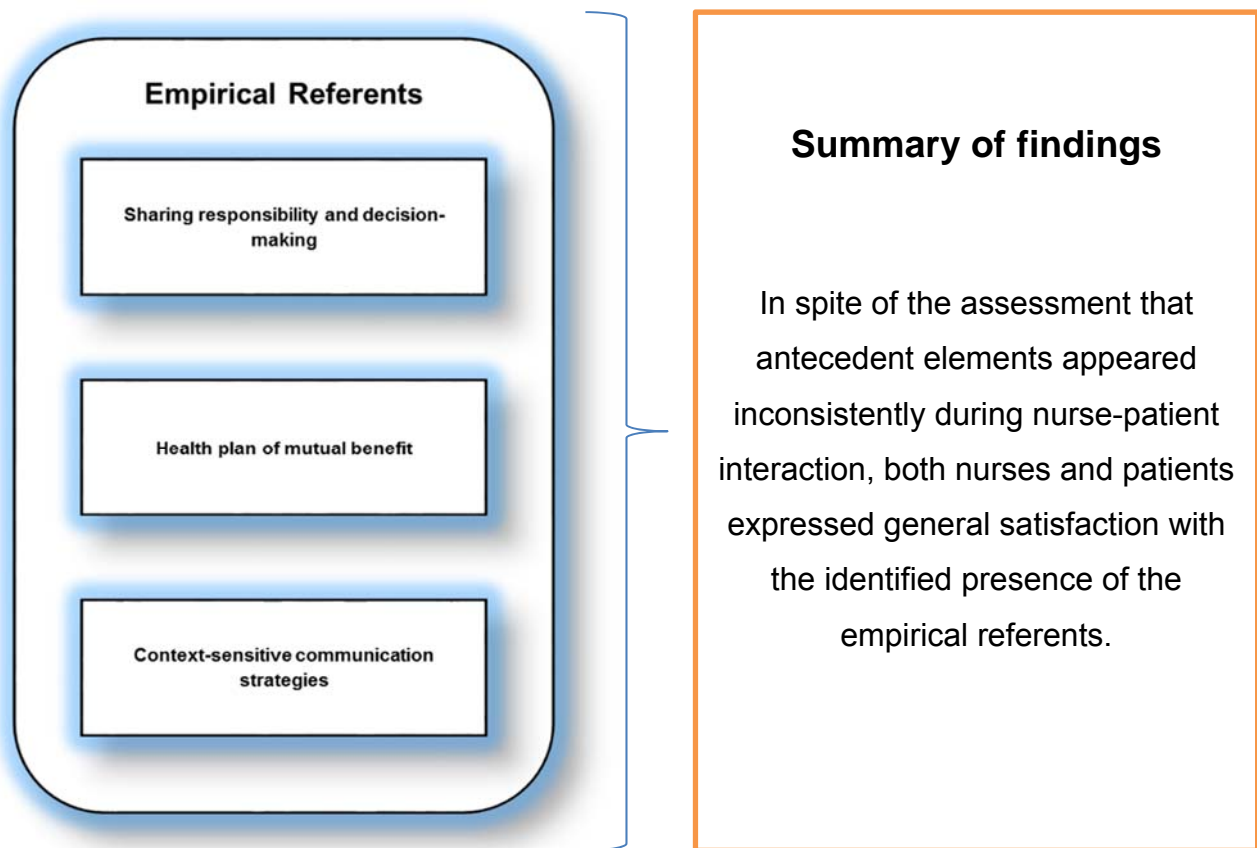 Empirical Referents
Sharing responsibility and decision-
making
Health plan of mutual benefit
Context-sensitive communication
strategies
Summary of findings
In spite of the assessment that
antecedent elements appeared
inconsistently during nurse-patient
interaction, both nurses and patients
expressed general satisfaction with
the identified presence of the
empirical referents.